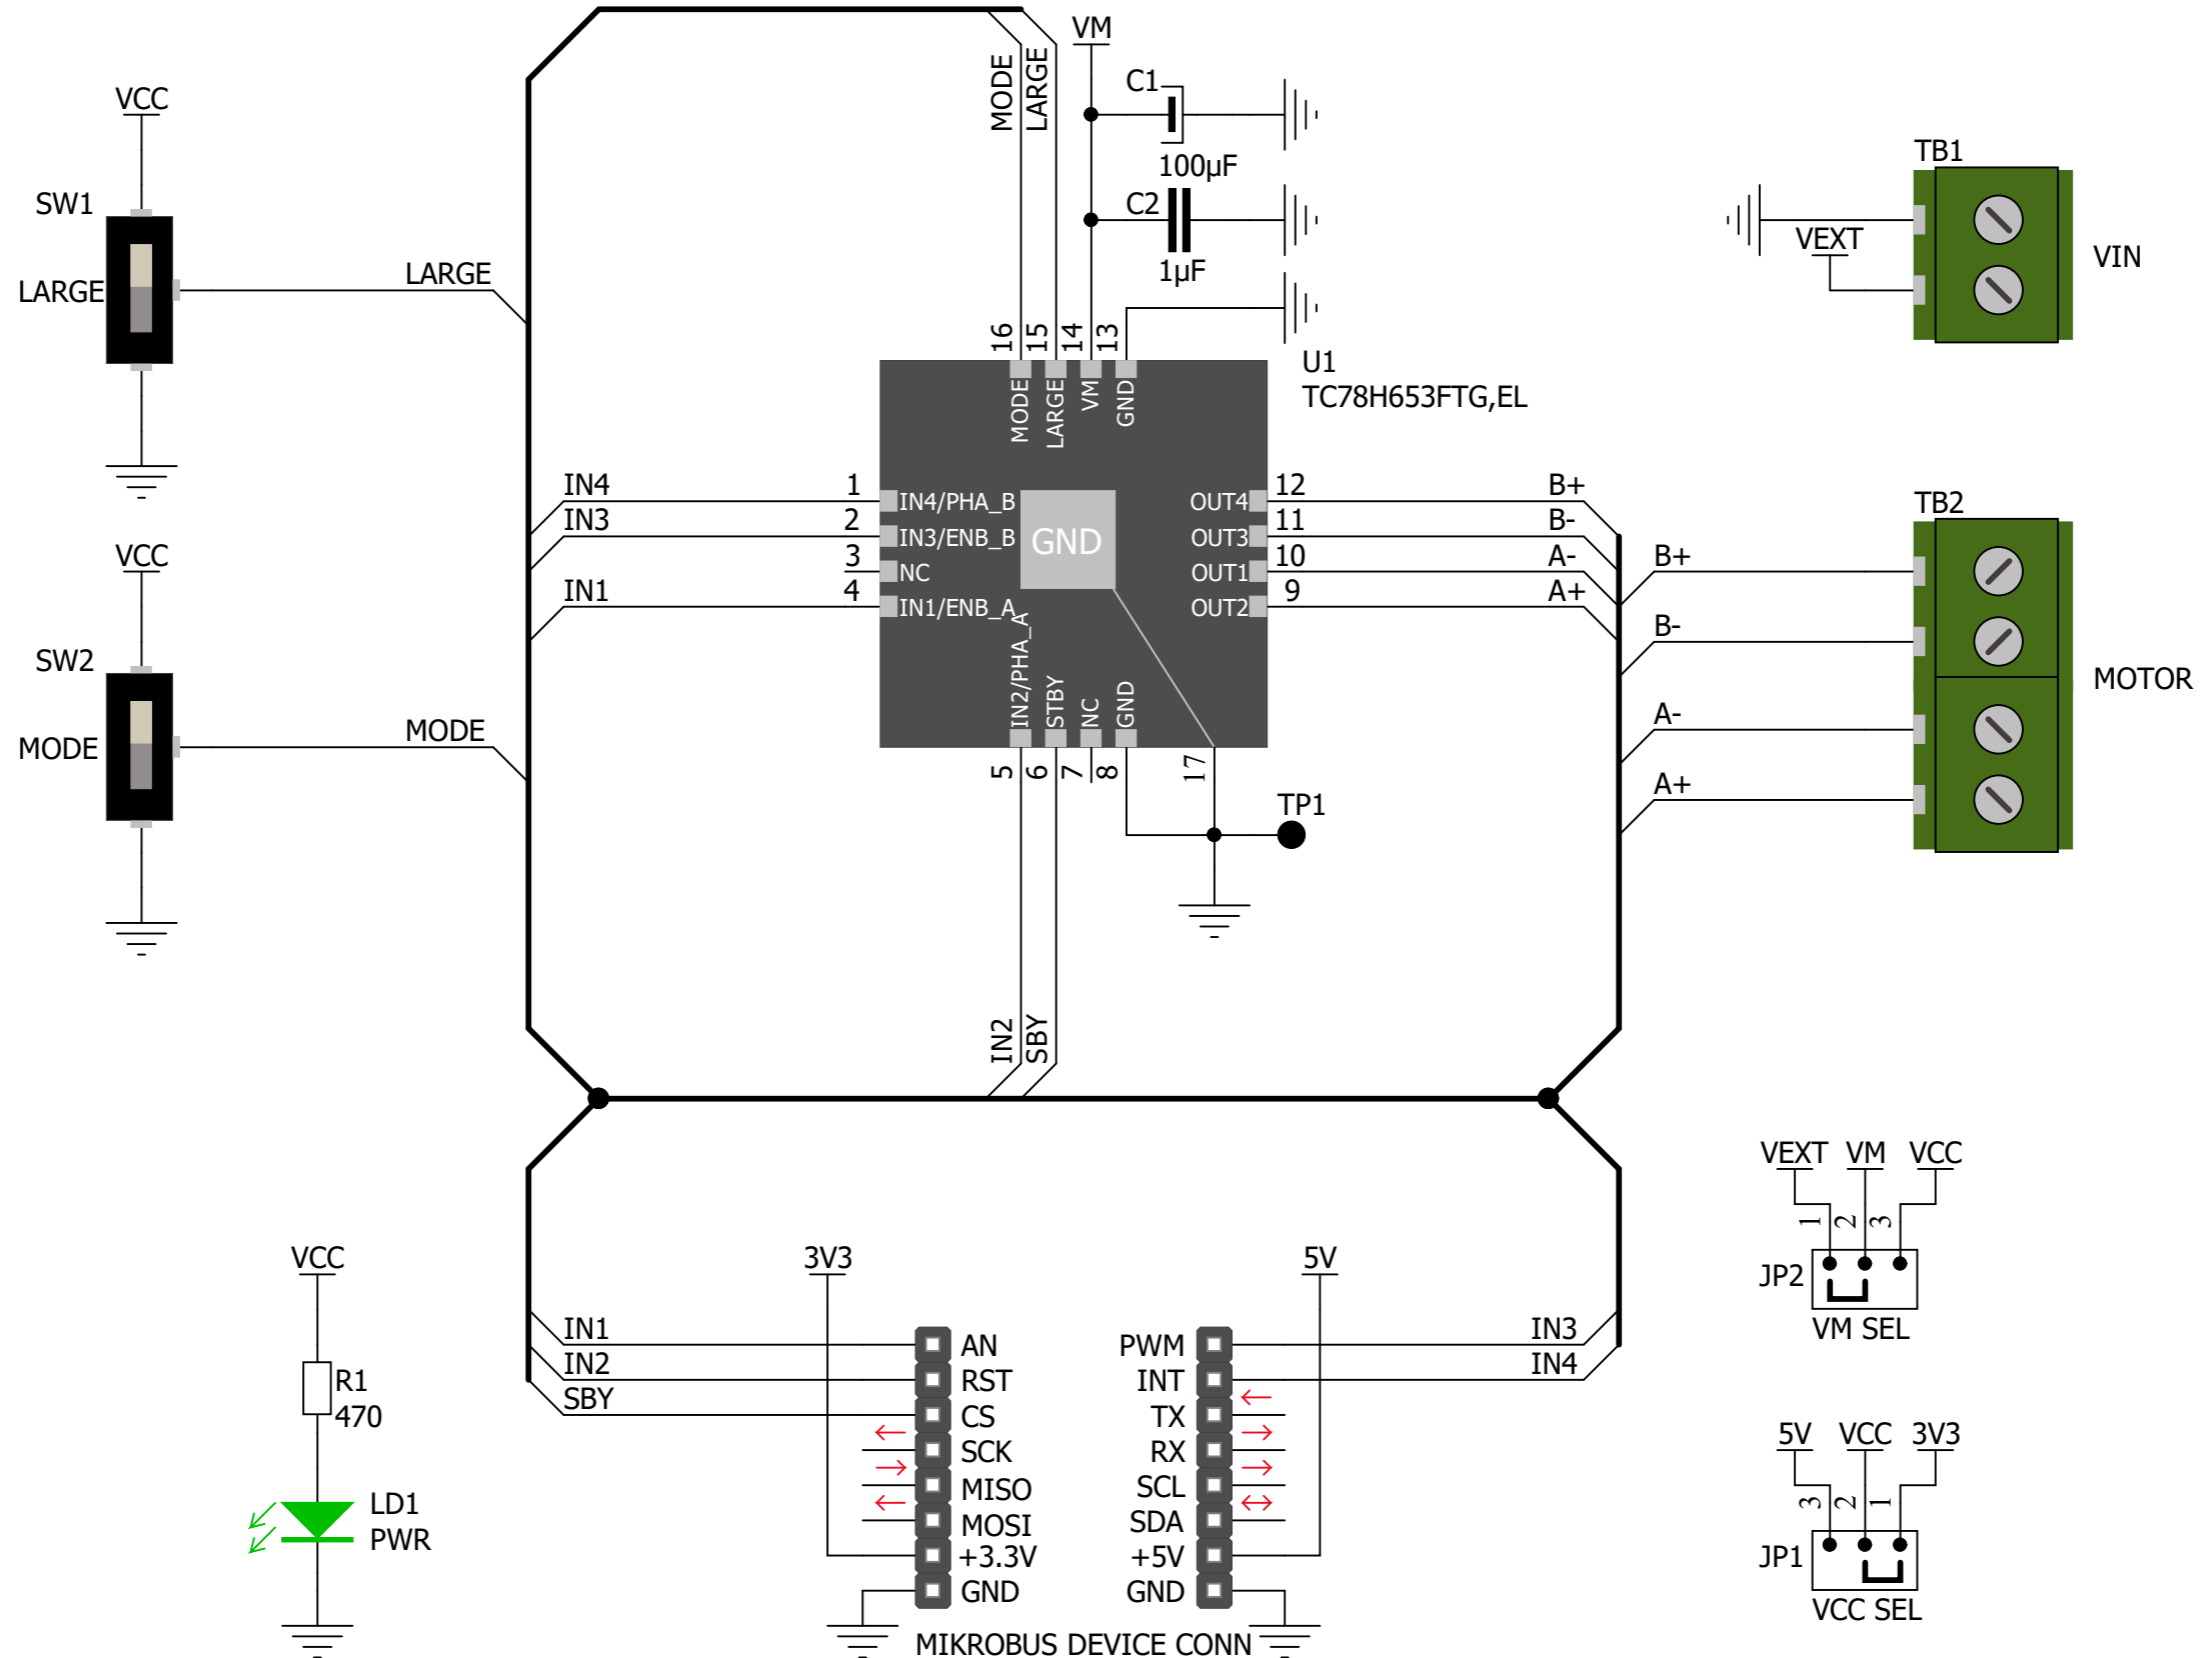 VM
MODE
LARGE
C1
100µF
C2
1µF
VCC
SW1
LARGE
LARGE
VCC
SW2
MODE
MODE
TB1
VEXT
VIN
16
15
14
13
U1
TC78H653FTG,EL
MODE
LARGE
VM
GND
IN4
1
IN4/PHA_B
IN3
2
IN3/ENB_B
3
NC
IN1
4
IN1/ENB_A
GND
OUT4
12
B+
OUT3
11
B-
OUT1
10
A-
OUT2
9
A+
IN2/PHA_A
STBY
NC
GND
5
6
7
8
17
TP1
IN2
SBY
TB2
B+
B-
A-
A+
MOTOR
VEXT VM VCC
1
2
3
JP2
VM SEL
VCC
R1
470
LD1
PWR
3V3
5V
IN1
AN
IN2
RST
SBY
CS
SCK
MISO
MOSI
+3.3V
GND
PWM
IN3
INT
IN4
TX
RX
SCL
SDA
+5V
GND
MIKROBUS DEVICE CONN
5V VCC 3V3
3
2
1
JP1
VCC SEL